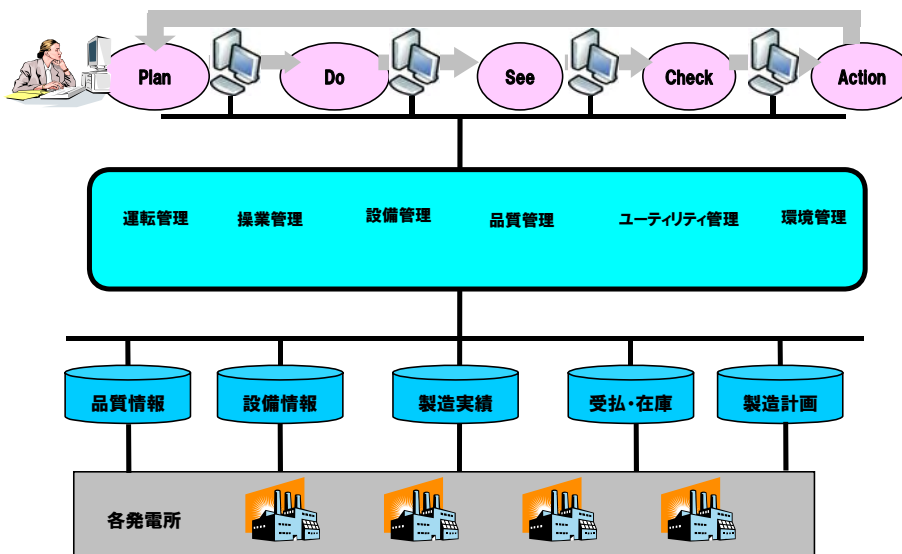 Plan
Do
See
Check
Action
運転管理
操業管理
設備管理
品質管理
ユーティリティ管理
環境管理
品質情報
設備情報
製造実績
受払・在庫
製造計画
各発電所